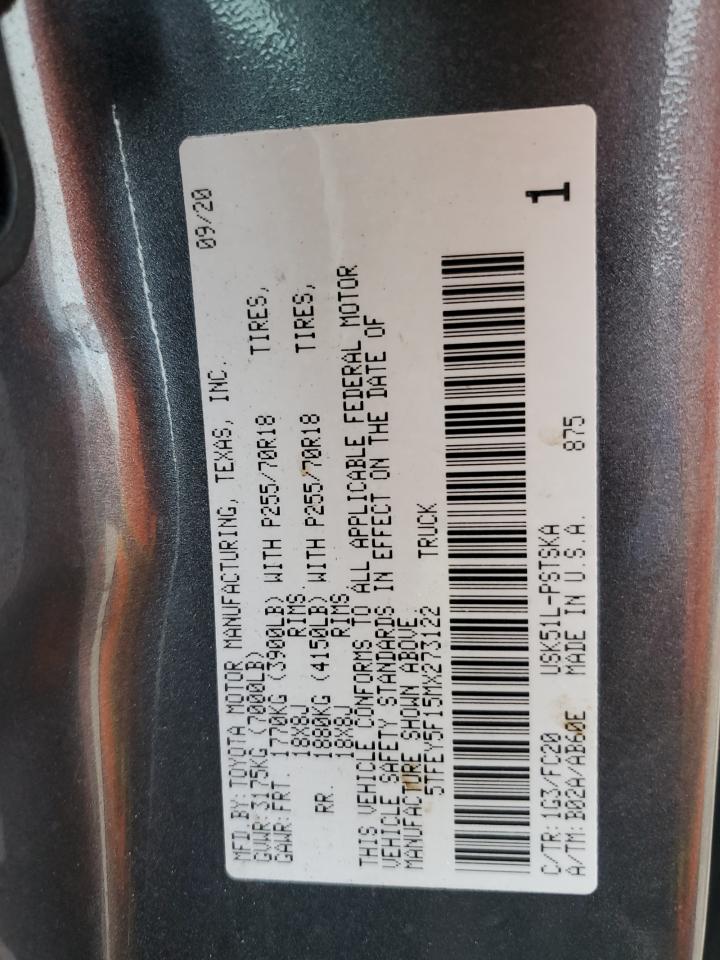 MFD.BY: TOYOTA MOTOR MANUFACTURING, TEXAS, INC. 09/20
GVWR: 3175KG (7000LB)
GAWR: FRT. 1770KG (3900LB) WITH P255/70R18 TIRES,
18X8J RIMS.
RR. 1880KG (4150LB) WITH P255/70R18 TIRES,
18X8J RIMS
THIS VEHICLE CONFORMS TO ALL APPLICABLE FEDERAL MOTOR
VEHICLE SAFETY STANDARDS IN EFFECT ON THE DATE OF
MANUFACTURE SHOWN ABOVE.
5TFEY5F15MX273122 TRUCK
1
C/TR: 1G3/FC20 USK51L-PSTSKA
A/TM: B02A/AB60E MADE IN U.S.A. 875